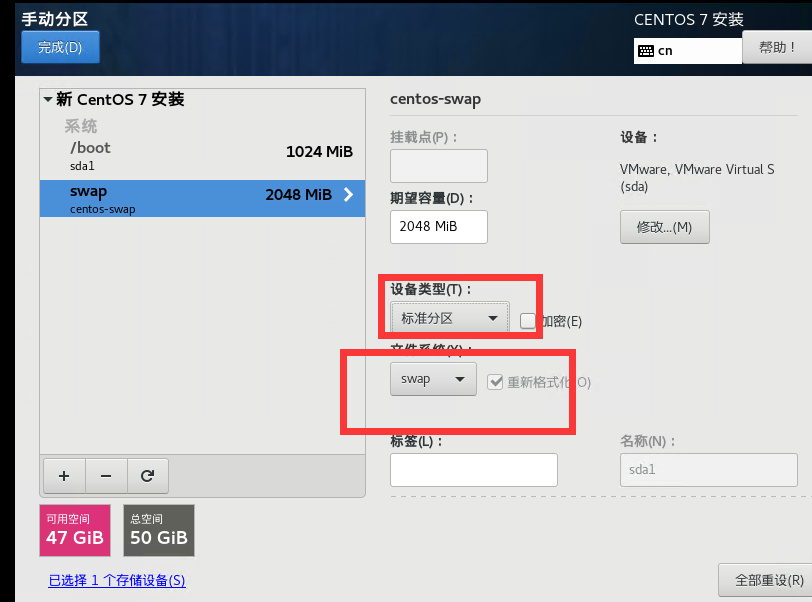 手动分区
CENTOS 7 安装
完成(D)
cn
帮助！
新 CentOS 7 安装
系统
/boot
1024 MiB
sda1
swap
2048 MiB
centos-swap
centos-swap
挂载点(P)：
设备：
VMware, VMware Virtual S
(sda)
期望容量(D)：
2048 MiB
修改...(M)
设备类型(T)：
标准分区
加密(E)
文件系统(Y)：
swap
重新格式化(O)
标签(L)：
名称(N)：
sda1
+
−
可用空间
47 GiB
总空间
50 GiB
已选择 1 个存储设备(S)
全部重设(R)